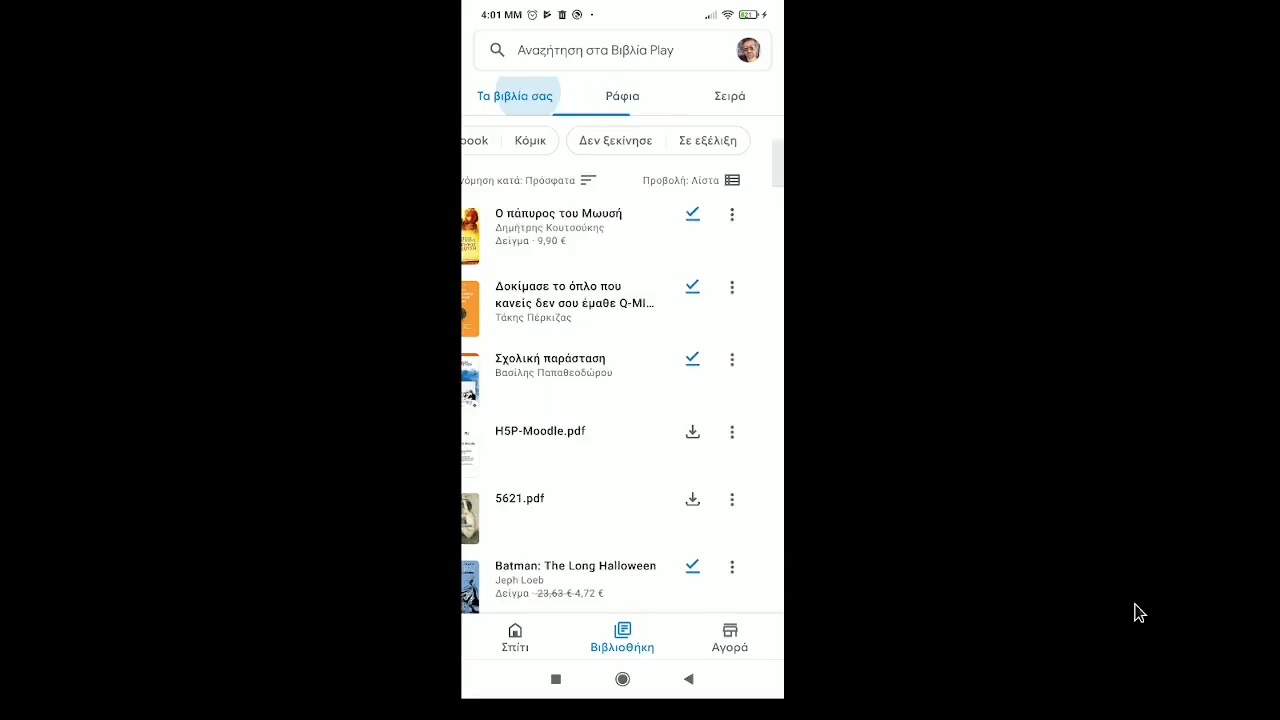 4:01 ΜΜ
21
Αναζήτηση στα Βιβλία Play
Τα βιβλία σας
Ράφια
Σειρά
book
Κόμικ
Δεν ξεκίνησε
Σε εξέλιξη
νόμηση κατά: Πρόσφατα
Προβολή: Λίστα
Ο πάπυρος του Μωυσή
Δημήτρης Κουτσούκης
Δείγμα · 9,90 €
Δοκίμασε το όπλο που
κανείς δεν σου έμαθε Q-MI...
Τάκης Πέρκιζας
Σχολική παράσταση
Βασίλης Παπαθεοδώρου
H5P-Moodle.pdf
5621.pdf
Batman: The Long Halloween
Jeph Loeb
Δείγμα · 23,63 € 4,72 €
Σπίτι
Βιβλιοθήκη
Αγορά